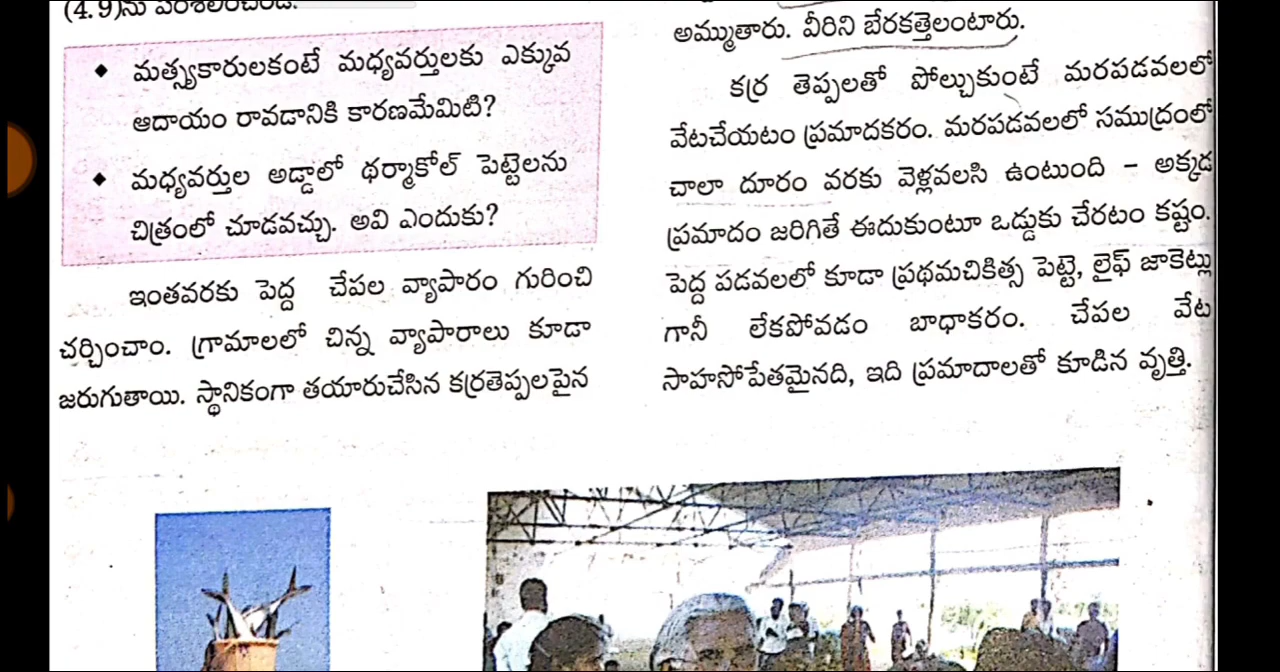 (4.9)ను పరిశీలించండి.
◆ మత్స్యకారులకంటే మధ్యవర్తులకు ఎక్కువ
ఆదాయం రావడానికి కారణమేమిటి?
◆ మధ్యవర్తుల అడ్డాలో థర్మాకోల్ పెట్టెలను
చిత్రంలో చూడవచ్చు. అవి ఎందుకు?
ఇంతవరకు పెద్ద చేపల వ్యాపారం గురించి
చర్చించాం. గ్రామాలలో చిన్న వ్యాపారాలు కూడా
జరుగుతాయి. స్థానికంగా తయారుచేసిన కర్రతెప్పలపైన
అమ్ముతారు. వీరిని బేరకత్తెలంటారు.
కర్ర తెప్పలతో పోల్చుకుంటే మరపడవలలో
వేటచేయటం ప్రమాదకరం. మరపడవలలో సముద్రంలో
చాలా దూరం వరకు వెళ్లవలసి ఉంటుంది – అక్కడ
ప్రమాదం జరిగితే ఈదుకుంటూ ఒడ్డుకు చేరటం కష్టం.
పెద్ద పడవలలో కూడా ప్రథమచికిత్స పెట్టె, లైఫ్ జాకెట్లు
గానీ లేకపోవడం బాధాకరం. చేపల వేట
సాహసోపేతమైనది, ఇది ప్రమాదాలతో కూడిన వృత్తి.